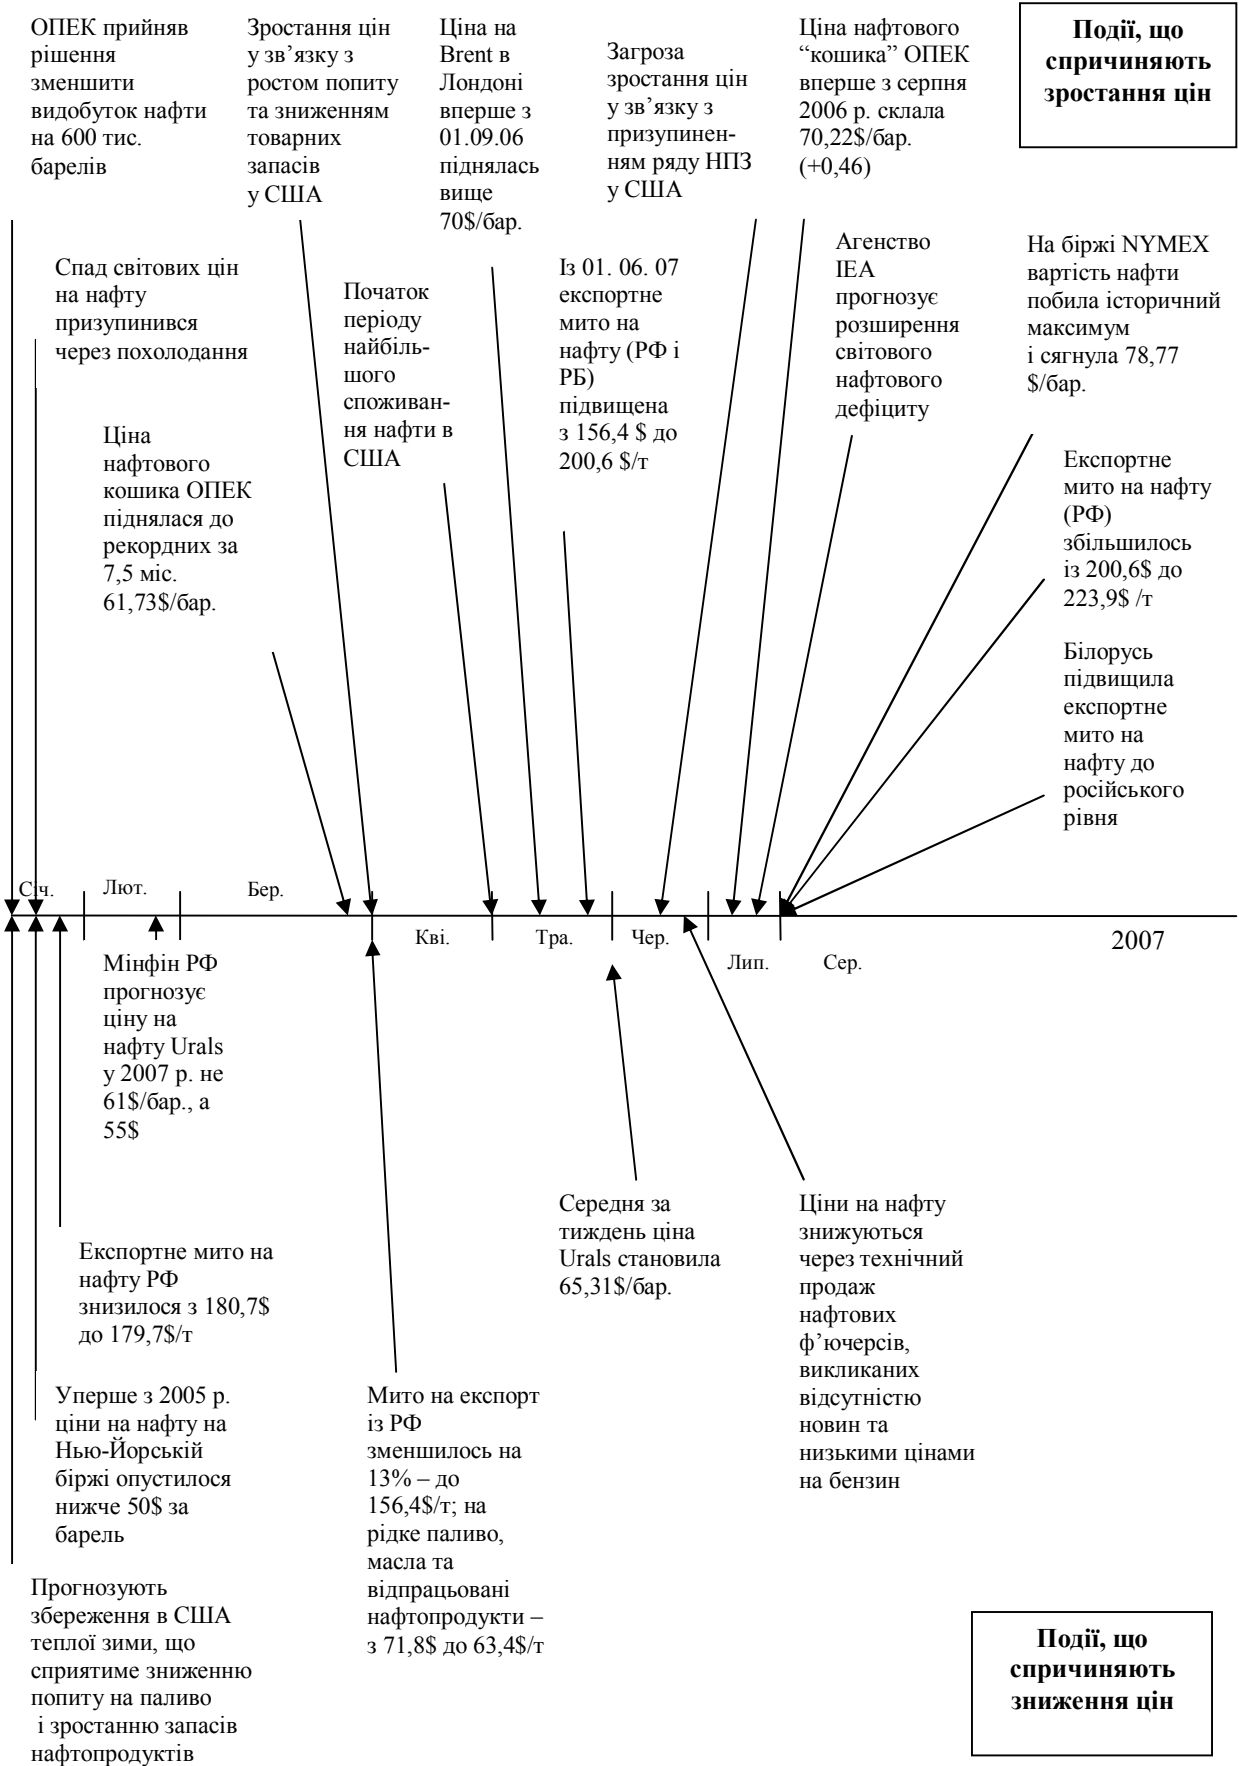 ОПЕК прийняв
рішення
зменшити
видобуток нафти
на 600 тис.
барелів
Зростання цін
у зв’язку з
ростом попиту
та зниженням
товарних
запасів
у США
Ціна на
Brent в
Лондоні
вперше з
01.09.06
піднялась
вище
70$/бар.
Загроза
зростання цін
у зв’язку з
призупинен-
ням ряду НПЗ
у США
Ціна нафтового
“кошика” ОПЕК
вперше з серпня
2006 р. склала
70,22$/бар.
(+0,46)
Події, що
спричиняють
зростання цін
Спад світових цін
на нафту
призупинився
через похолодання
Початок
періоду
найбіль-
шого
споживан-
ня нафти в
США
Із 01. 06. 07
експортне
мито на
нафту (РФ і
РБ)
підвищена
з 156,4 $ до
200,6 $/т
Агенство
IEA
прогнозує
розширення
світового
нафтового
дефіциту
На біржі NYMEX
вартість нафти
побила історичний
максимум
і сягнула 78,77
$/бар.
Ціна
нафтового
кошика ОПЕК
піднялася до
рекордних за
7,5 міс.
61,73$/бар.
Експортне
мито на нафту
(РФ)
збільшилось
із 200,6$ до
223,9$ /т
Білорусь
підвищила
експортне
мито на
нафту до
російського
рівня
Січ.
Лют.
Бер.
Кві.
Тра.
Чер.
Лип.
Сер.
2007
Мінфін РФ
прогнозує
ціну на
нафту Urals
у 2007 р. не
61$/бар., а
55$
Експортне мито на
нафту РФ
знизилося з 180,7$
до 179,7$/т
Середня за
тиждень ціна
Urals становила
65,31$/бар.
Ціни на нафту
знижуються
через технічний
продаж
нафтових
ф’ючерсів,
викликаних
відсутністю
новин та
низькими цінами
на бензин
Уперше з 2005 р.
ціни на нафту на
Нью-Йорській
біржі опустилося
нижче 50$ за
барель
Мито на експорт
із РФ
зменшилось на
13% – до
156,4$/т; на
рідке паливо,
масла та
відпрацьовані
нафтопродукти –
з 71,8$ до 63,4$/т
Прогнозують
збереження в США
теплої зими, що
сприятиме зниженню
попиту на паливо
і зростанню запасів
нафтопродуктів
Події, що
спричиняють
зниження цін